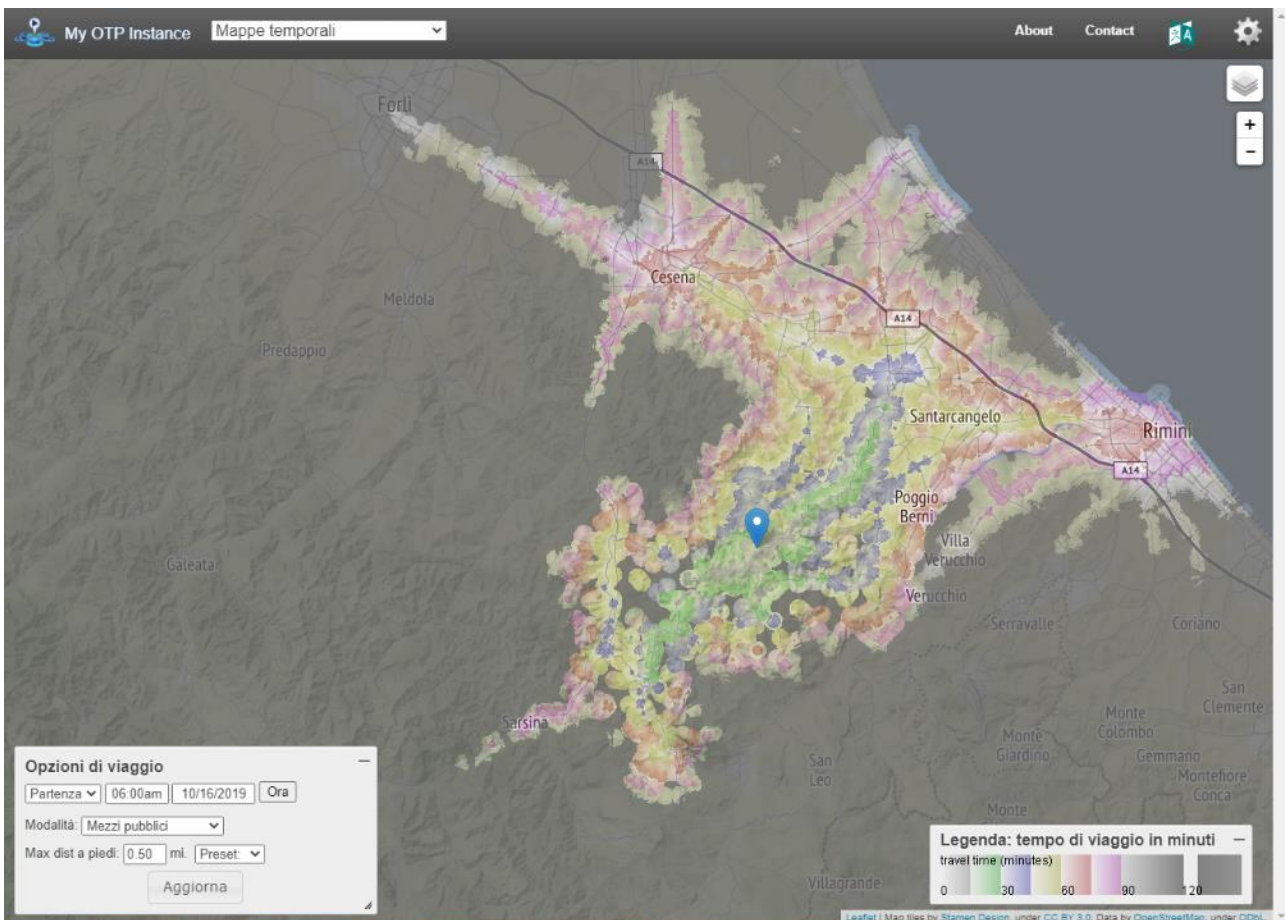 My OTP Instance Mappe temporali About Contact
Forlì
A14
+
−
Cesena
Meldola
A14
Predappio
Santarcangelo
Rimini
A14
Poggio
Berni
Villa
Verucchio
Galeata
Verucchio
Serravalle
Coriano
San
Clemente
Sarsina
Monte
Colombo
Monte
Giardino
Gemmano
San
Leo
Montefiore
Conca
Monte
Villagrande
Opzioni di viaggio
Partenza 06:00am 10/16/2019 Ora
Modalità: Mezzi pubblici
Max dist a piedi: 0.50 mi. Preset:
Aggiorna
Legenda: tempo di viaggio in minuti
travel time (minutes)
0 30 60 90 120
Leaflet | Map tiles by Stamen Design, under CC BY 3.0. Data by OpenStreetMap, under ODbL.